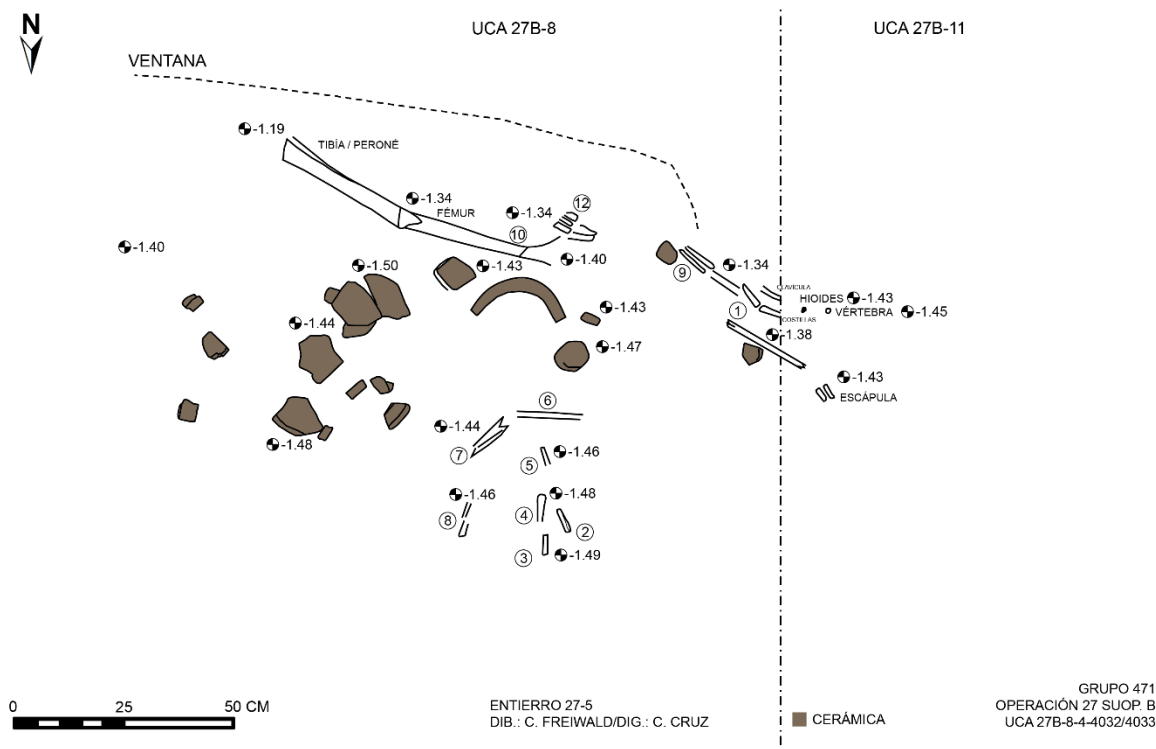 N
UCA 27B-8
UCA 27B-11
VENTANA
-1.19
TIBÍA / PERONÉ
-1.34
FÉMUR
-1.34
12
10
-1.40
-1.40
-1.50
-1.43
9
-1.34
CLAVÍCULA
HIOIDES
-1.43
VÉRTEBRA
-1.45
1
COSTILLAS
-1.43
-1.44
-1.38
-1.47
-1.43
ESCÁPULA
6
-1.44
-1.48
7
5
-1.46
-1.46
-1.48
4
8
2
3
-1.49
0 25 50 CM
ENTIERRO 27-5
DIB.: C. FREIWALD/DIG.: C. CRUZ
CERÁMICA
GRUPO 471
OPERACIÓN 27 SUOP. B
UCA 27B-8-4-4032/4033